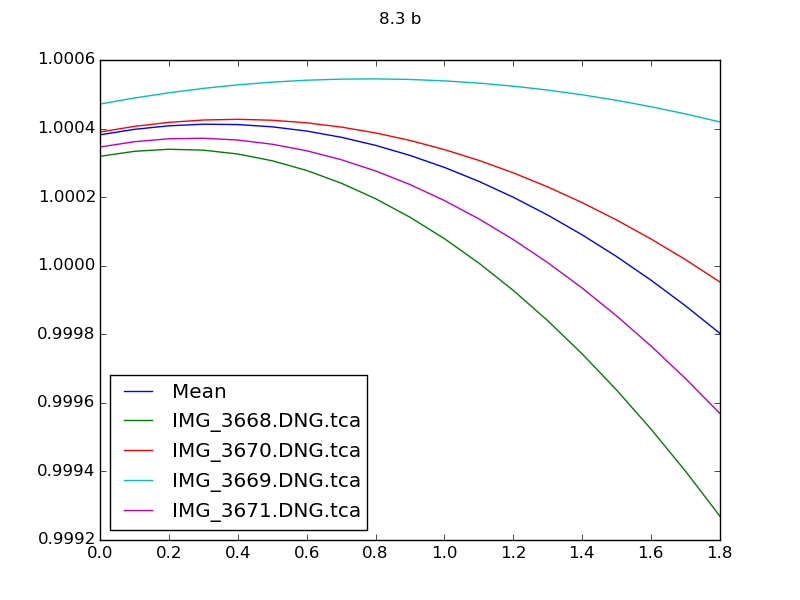 8.3 b
1.0006
1.0004
1.0002
1.0000
0.9998
0.9996
0.9994
0.9992
Mean
IMG_3668.DNG.tca
IMG_3670.DNG.tca
IMG_3669.DNG.tca
IMG_3671.DNG.tca
0.0 0.2 0.4 0.6 0.8 1.0 1.2 1.4 1.6 1.8